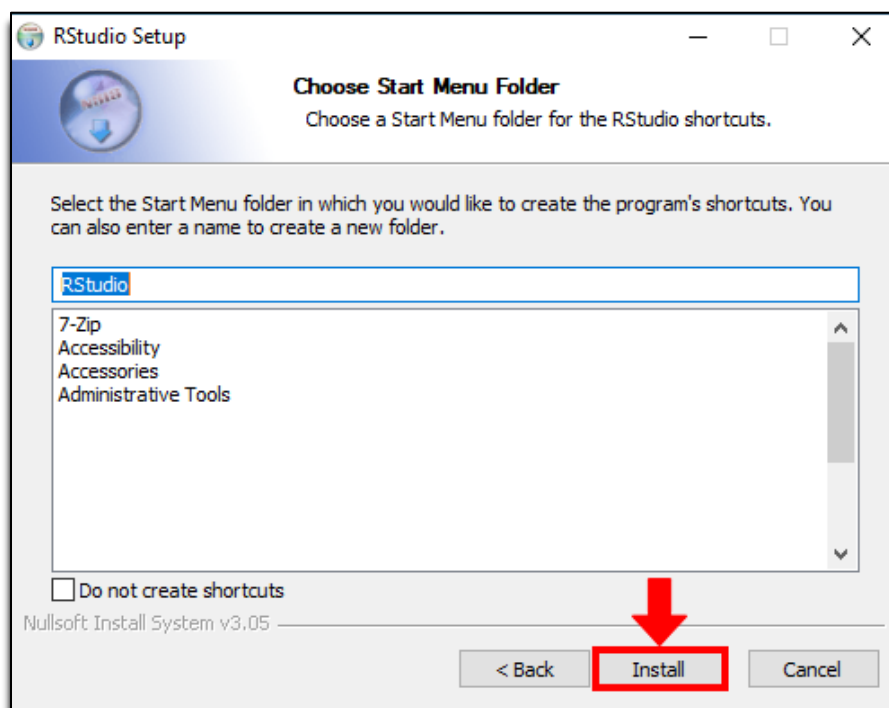 RStudio Setup
Choose Start Menu Folder
Choose a Start Menu folder for the RStudio shortcuts.
Select the Start Menu folder in which you would like to create the program's shortcuts. You
can also enter a name to create a new folder.
RStudio
7-Zip
Accessibility
Accessories
Administrative Tools
Do not create shortcuts
Nullsoft Install System v3.05
< Back
Install
Cancel